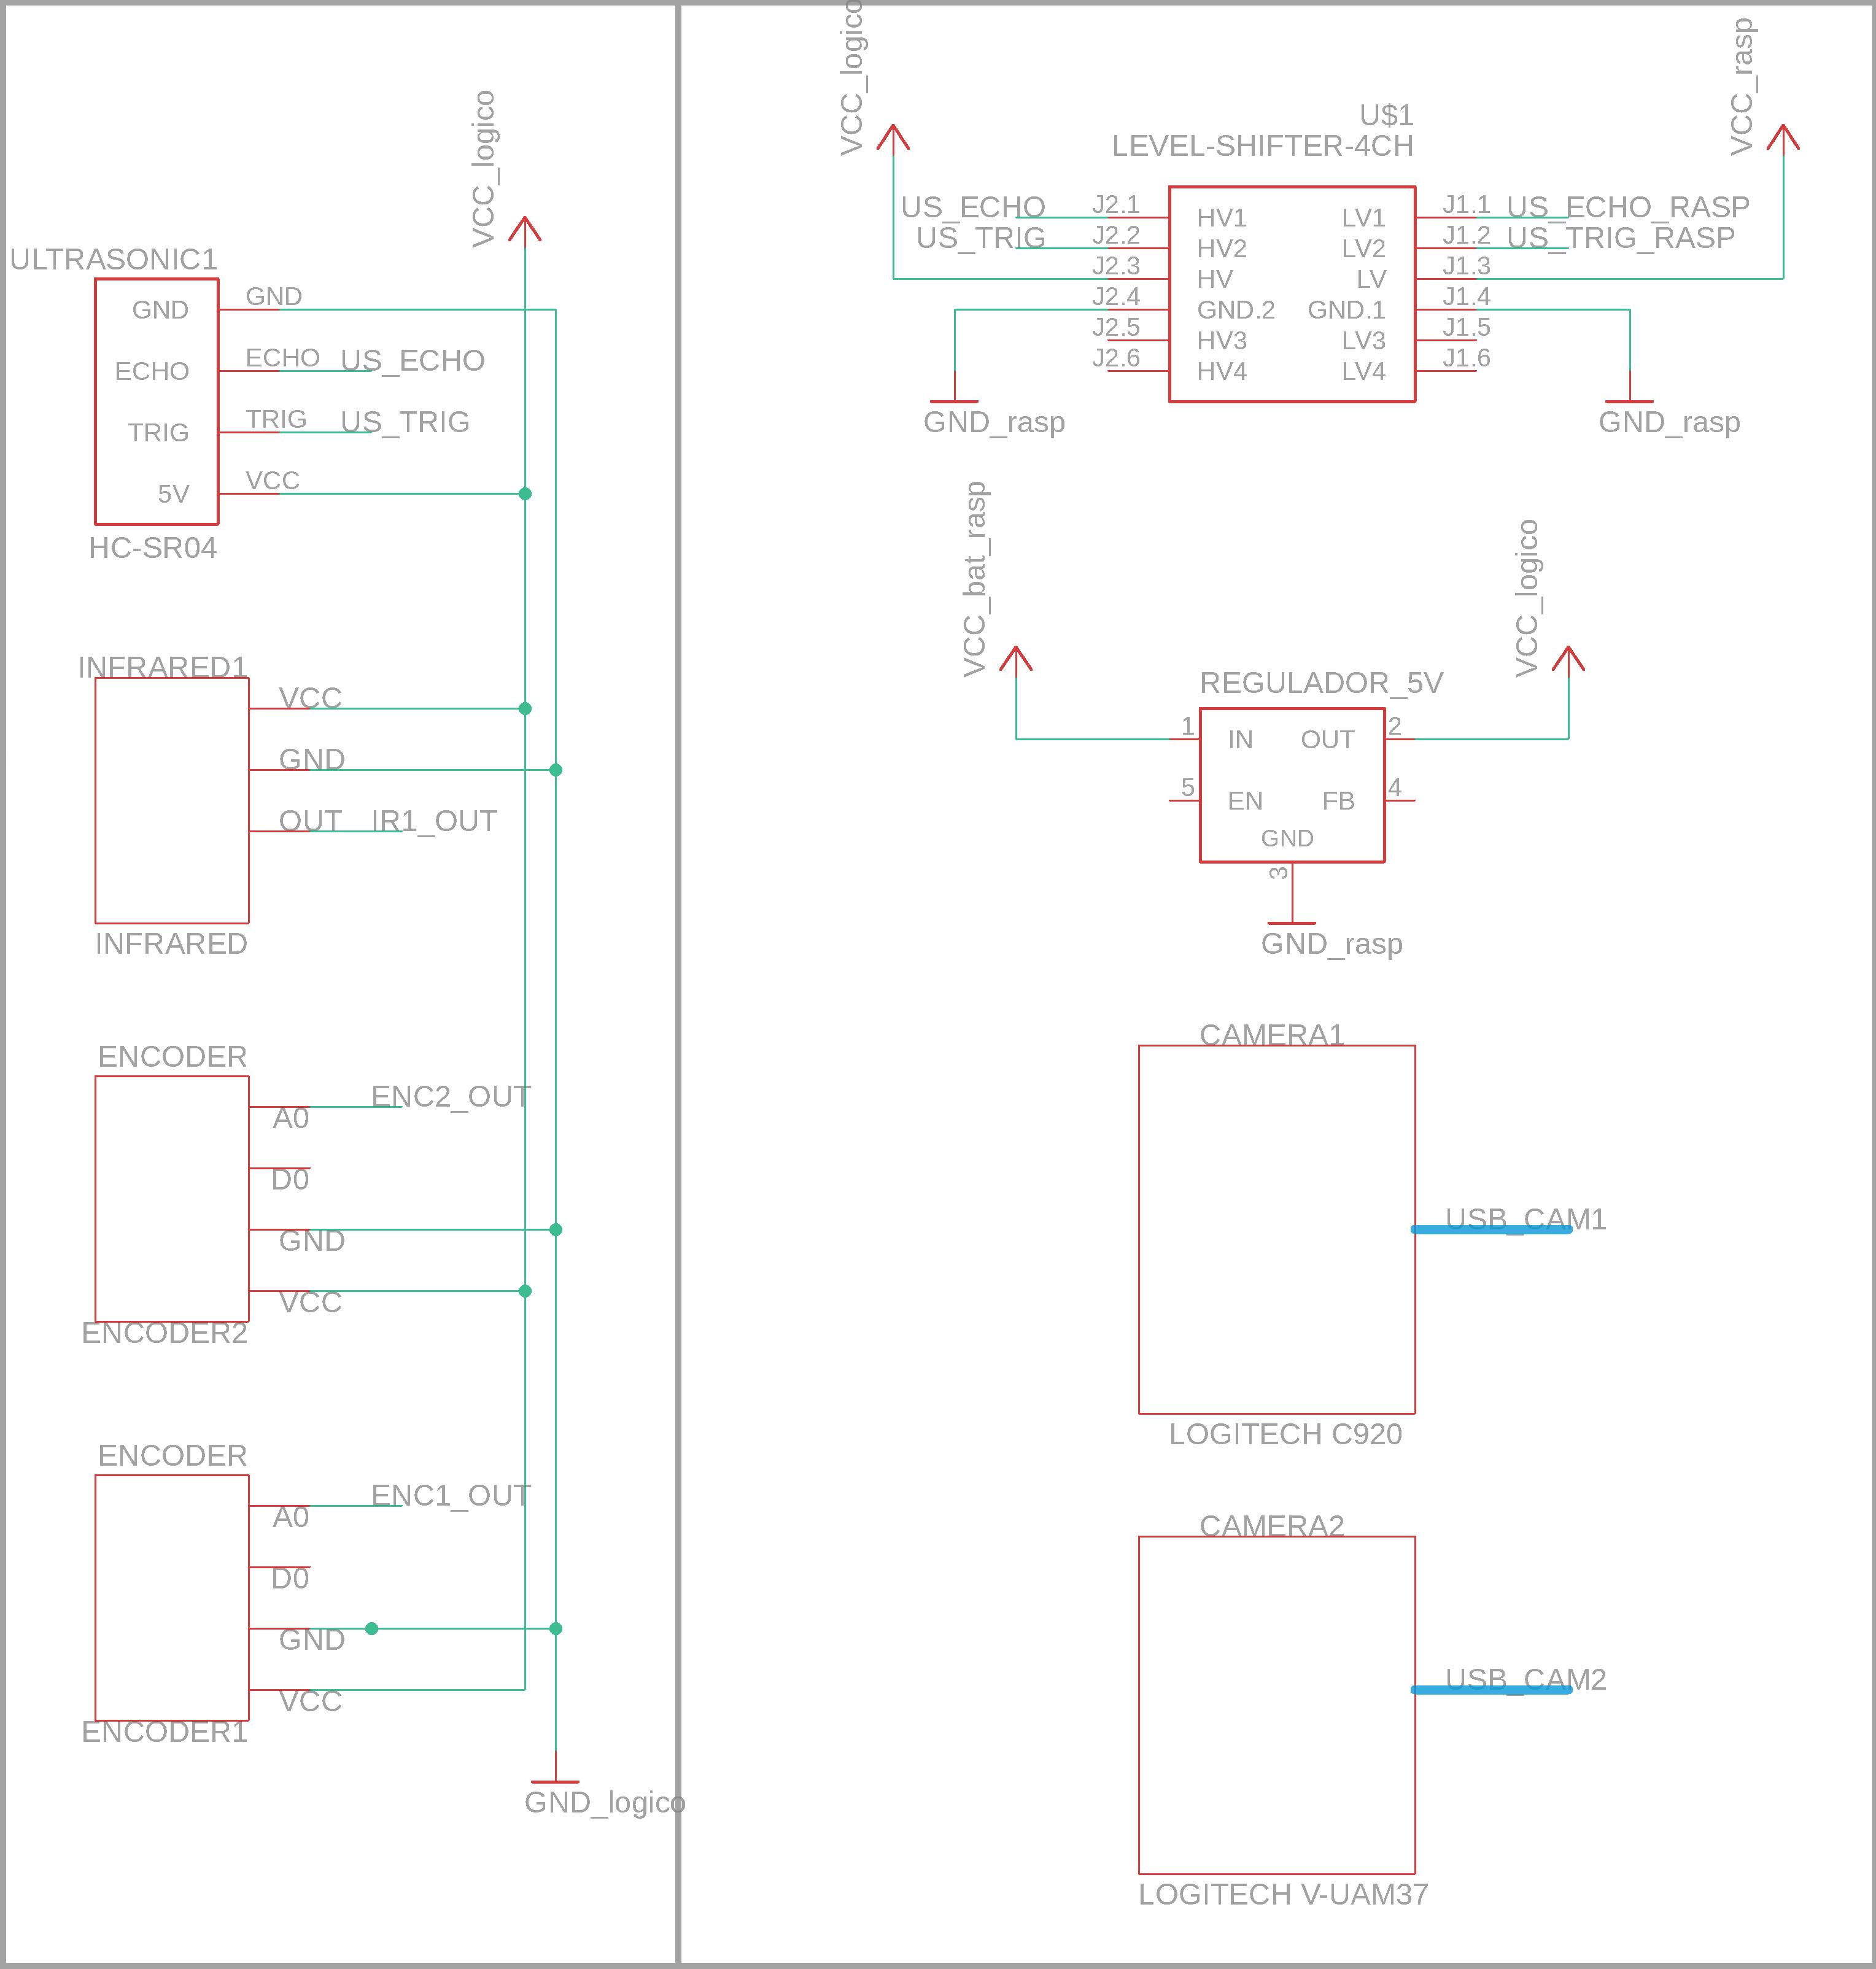 VCC_logico
ULTRASONIC1
GND GND
ECHO ECHO US_ECHO
TRIG TRIG US_TRIG
5V VCC
HC-SR04
INFRARED1
VCC
GND
OUT IR1_OUT
INFRARED
ENCODER
ENC2_OUT
A0
D0
GND
VCC
ENCODER2
ENCODER
ENC1_OUT
A0
D0
GND
VCC
ENCODER1
GND_logico
VCC_logico
VCC_rasp
U$1
LEVEL-SHIFTER-4CH
US_ECHO J2.1 HV1 LV1 J1.1 US_ECHO_RASP
US_TRIG J2.2 HV2 LV2 J1.2 US_TRIG_RASP
J2.3 HV LV J1.3
J2.4 GND.2 GND.1 J1.4
J2.5 HV3 LV3 J1.5
J2.6 HV4 LV4 J1.6
GND_rasp
GND_rasp
VCC_bat_rasp
VCC_logico
REGULADOR_5V
1 IN OUT 2
5 EN FB 4
GND
3
GND_rasp
CAMERA1
USB_CAM1
LOGITECH C920
CAMERA2
USB_CAM2
LOGITECH V-UAM37